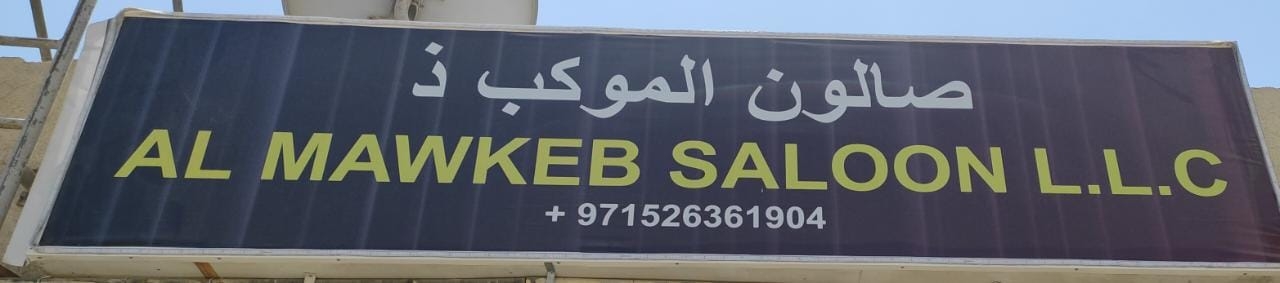 صالون الموكب ذ
AL MAWKEB SALOON L.L.C
+ 971526361904